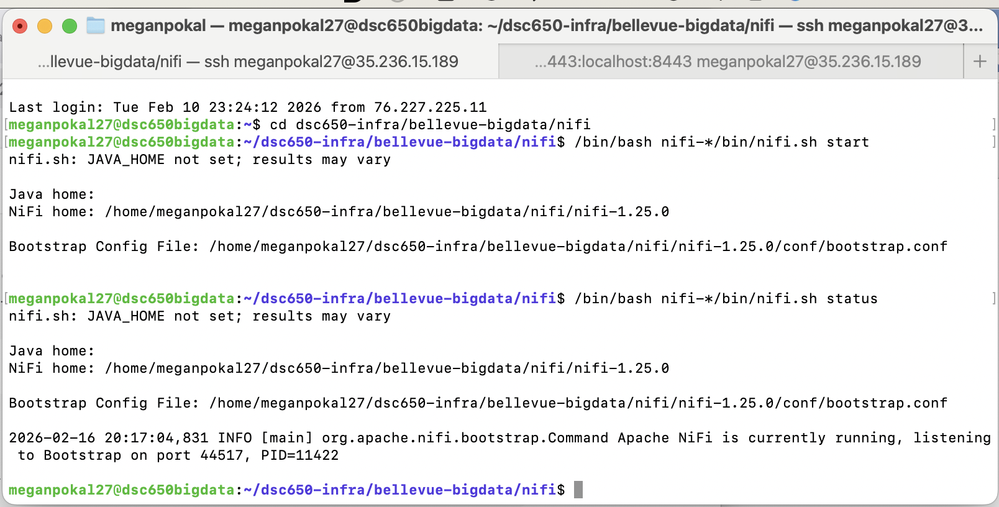 meganpokal — meganpokal27@dsc650bigdata: ~/dsc650-infra/bellevue-bigdata/nifi — ssh meganpokal27@3...
...llevue-bigdata/nifi — ssh meganpokal27@35.236.15.189
...443:localhost:8443 meganpokal27@35.236.15.189
+
Last login: Tue Feb 10 23:24:12 2026 from 76.227.225.11
[meganpokal27@dsc650bigdata:~$ cd dsc650-infra/bellevue-bigdata/nifi ]
[meganpokal27@dsc650bigdata:~/dsc650-infra/bellevue-bigdata/nifi$ /bin/bash nifi-*/bin/nifi.sh start ]
nifi.sh: JAVA_HOME not set; results may vary
Java home:
NiFi home: /home/meganpokal27/dsc650-infra/bellevue-bigdata/nifi/nifi-1.25.0
Bootstrap Config File: /home/meganpokal27/dsc650-infra/bellevue-bigdata/nifi/nifi-1.25.0/conf/bootstrap.conf
[meganpokal27@dsc650bigdata:~/dsc650-infra/bellevue-bigdata/nifi$ /bin/bash nifi-*/bin/nifi.sh status ]
nifi.sh: JAVA_HOME not set; results may vary
Java home:
NiFi home: /home/meganpokal27/dsc650-infra/bellevue-bigdata/nifi/nifi-1.25.0
Bootstrap Config File: /home/meganpokal27/dsc650-infra/bellevue-bigdata/nifi/nifi-1.25.0/conf/bootstrap.conf
2026-02-16 20:17:04,831 INFO [main] org.apache.nifi.bootstrap.Command Apache NiFi is currently running, listening
to Bootstrap on port 44517, PID=11422
meganpokal27@dsc650bigdata:~/dsc650-infra/bellevue-bigdata/nifi$